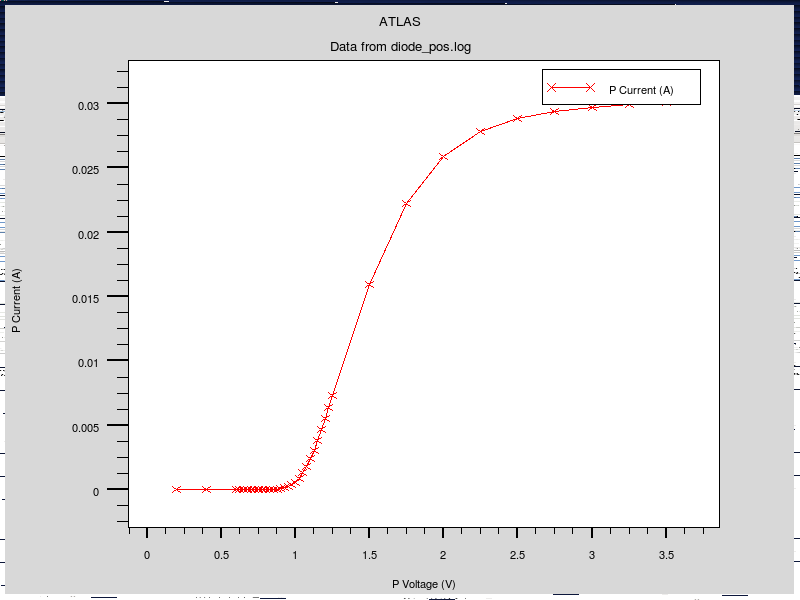 ATLAS
Data from diode_pos.log
P Current (A)
0.03
0.025
0.02
0.015
0.01
0.005
0
P Current (A)
0 0.5 1 1.5 2 2.5 3 3.5
P Voltage (V)